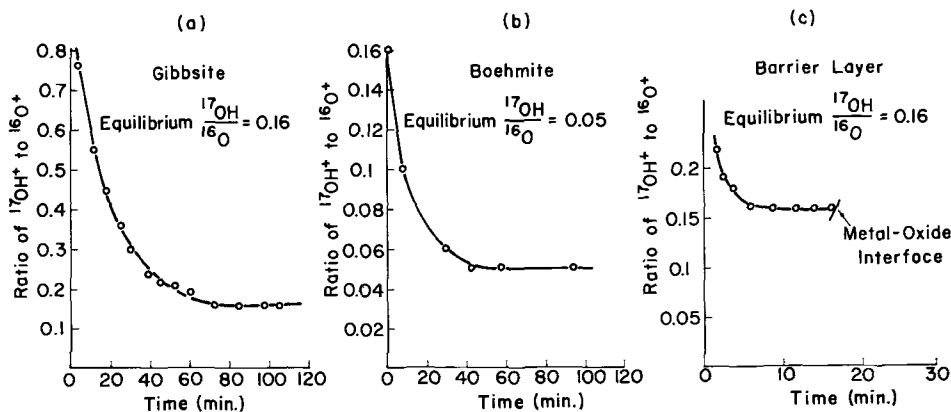 (a)
Gibbsite
Equilibrium 17OH/16O = 0.16
Ratio of 17OH+ to 16O+
0.8
0.7
0.6
0.5
0.4
0.3
0.2
0.1
0 20 40 60 80 100 120
Time (min.)
(b)
Boehmite
Equilibrium 17OH/16O = 0.05
Ratio of 17OH+ to 16O+
0.16
0.14
0.12
0.10
0.08
0.06
0.04
0.02
0 20 40 60 80 100 120
Time (min.)
(c)
Barrier Layer
Equilibrium 17OH/16O = 0.16
Ratio of 17OH+ to 16O+
0.2
0.15
0.1
0.05
0 10 20 30
Metal-Oxide
Interface
Time (min.)